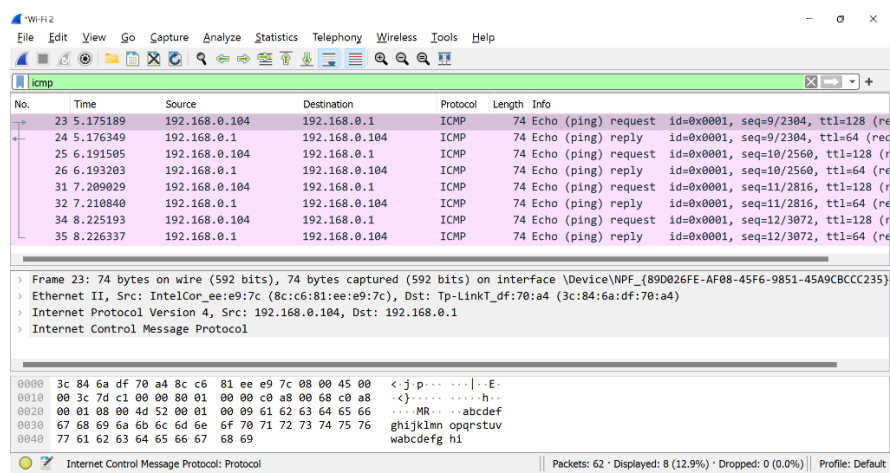 *Wi-Fi 2
File Edit View Go Capture Analyze Statistics Telephony Wireless Tools Help
icmp
No. Time Source Destination Protocol Length Info
23 5.175189 192.168.0.104 192.168.0.1 ICMP 74 Echo (ping) request id=0x0001, seq=9/2304, ttl=128 (re
24 5.176349 192.168.0.1 192.168.0.104 ICMP 74 Echo (ping) reply id=0x0001, seq=9/2304, ttl=64 (rec
25 6.191505 192.168.0.104 192.168.0.1 ICMP 74 Echo (ping) request id=0x0001, seq=10/2560, ttl=128 (r
26 6.193203 192.168.0.1 192.168.0.104 ICMP 74 Echo (ping) reply id=0x0001, seq=10/2560, ttl=64 (re
31 7.209029 192.168.0.104 192.168.0.1 ICMP 74 Echo (ping) request id=0x0001, seq=11/2816, ttl=128 (r
32 7.210840 192.168.0.1 192.168.0.104 ICMP 74 Echo (ping) reply id=0x0001, seq=11/2816, ttl=64 (re
34 8.225193 192.168.0.104 192.168.0.1 ICMP 74 Echo (ping) request id=0x0001, seq=12/3072, ttl=128 (r
35 8.226337 192.168.0.1 192.168.0.104 ICMP 74 Echo (ping) reply id=0x0001, seq=12/3072, ttl=64 (re
> Frame 23: 74 bytes on wire (592 bits), 74 bytes captured (592 bits) on interface \Device\NPF_{89D026FE-AF08-45F6-9851-45A9CBCCC235}
> Ethernet II, Src: IntelCor_ee:e9:7c (8c:c6:81:ee:e9:7c), Dst: Tp-LinkT_df:70:a4 (3c:84:6a:df:70:a4)
> Internet Protocol Version 4, Src: 192.168.0.104, Dst: 192.168.0.1
> Internet Control Message Protocol
0000 3c 84 6a df 70 a4 8c c6 81 ee e9 7c 08 00 45 00 <·j·p··· ···|··E·
0010 00 3c 7d c1 00 00 80 01 00 00 c0 a8 00 68 c0 a8 ·<}····· ·····h··
0020 00 01 08 00 4d 52 00 01 00 09 61 62 63 64 65 66 ····MR·· ··abcdef
0030 67 68 69 6a 6b 6c 6d 6e 6f 70 71 72 73 74 75 76 ghijklmn opqrstuv
0040 77 61 62 63 64 65 66 67 68 69 wabcdefg hi
Internet Control Message Protocol: Protocol Packets: 62 · Displayed: 8 (12.9%) · Dropped: 0 (0.0%) Profile: Default